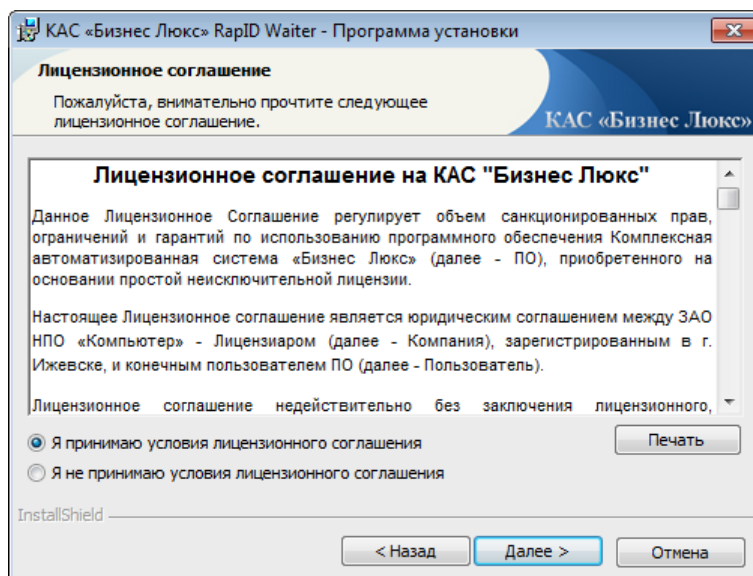 КАС «Бизнес Люкс» RapID Waiter - Программа установки
Лицензионное соглашение
Пожалуйста, внимательно прочтите следующее
лицензионное соглашение.
КАС «Бизнес Люкс»
Лицензионное соглашение на КАС "Бизнес Люкс"
Данное Лицензионное Соглашение регулирует объем санкционированных прав,
ограничений и гарантий по использованию программного обеспечения Комплексная
автоматизированная система «Бизнес Люкс» (далее - ПО), приобретенного на
основании простой неисключительной лицензии.
Настоящее Лицензионное соглашение является юридическим соглашением между ЗАО
НПО «Компьютер» - Лицензиаром (далее - Компания), зарегистрированным в г.
Ижевске, и конечным пользователем ПО (далее - Пользователь).
Лицензионное соглашение недействительно без заключения лицензионного,
Я принимаю условия лицензионного соглашения
Печать
Я не принимаю условия лицензионного соглашения
InstallShield
< Назад
Далее >
Отмена